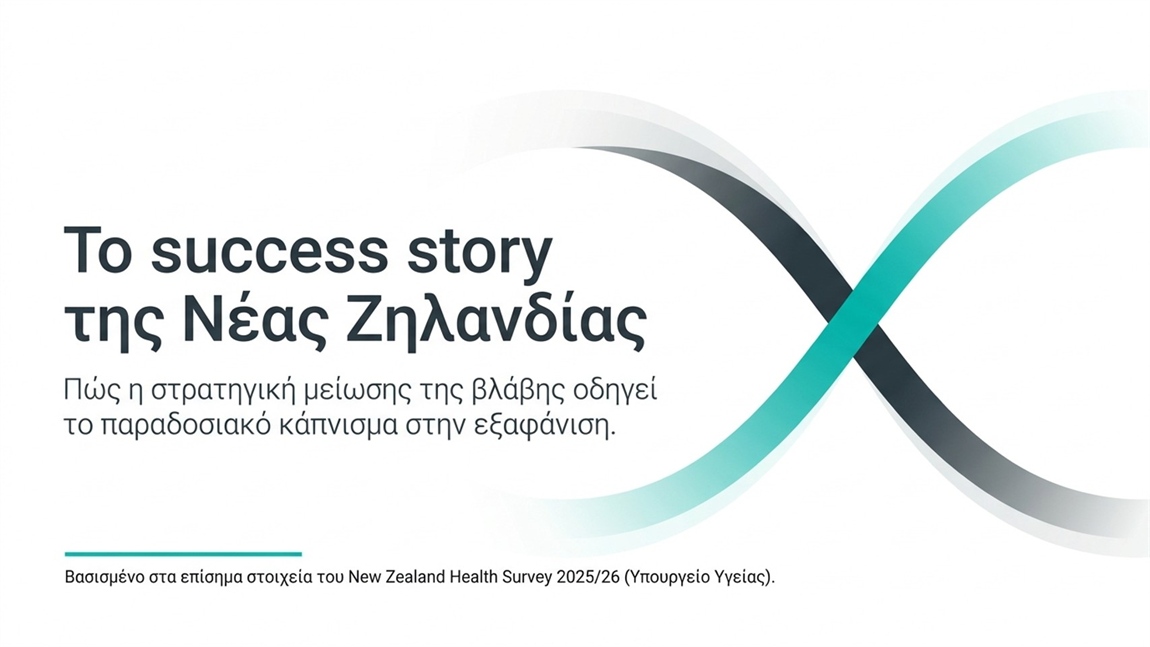 Το success story
της Νέας Ζηλανδίας
Πώς η στρατηγική μείωσης της βλάβης οδηγεί
το παραδοσιακό κάπνισμα στην εξαφάνιση.
Βασισμένο στα επίσημα στοιχεία του New Zealand Health Survey 2025/26 (Υπουργείο Υγείας).